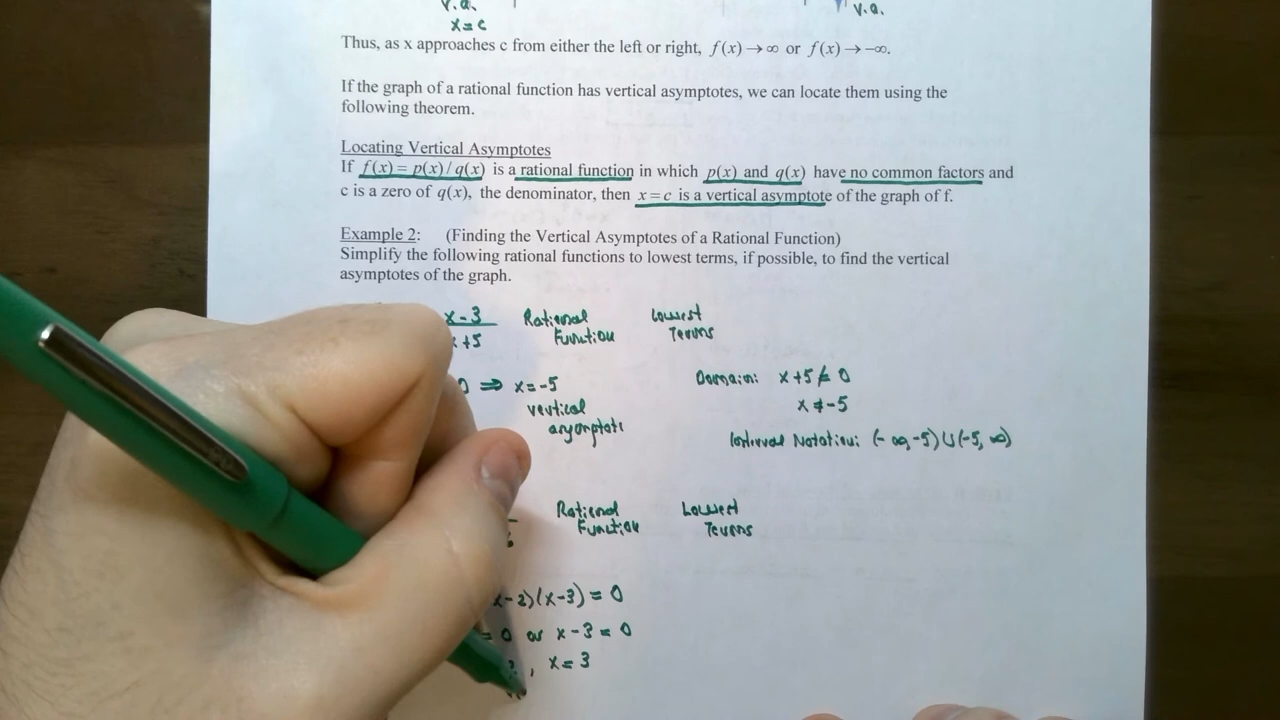 v.a.
x=c
v.a.
Thus, as x approaches c from either the left or right, f(x)→∞ or f(x)→−∞.
If the graph of a rational function has vertical asymptotes, we can locate them using the
following theorem.
Locating Vertical Asymptotes
If f(x)= p(x)/q(x) is a rational function in which p(x) and q(x) have no common factors and
c is a zero of q(x), the denominator, then x=c is a vertical asymptote of the graph of f.
Example 2: (Finding the Vertical Asymptotes of a Rational Function)
Simplify the following rational functions to lowest terms, if possible, to find the vertical
asymptotes of the graph.
x-3 Rational Lowest
+5 Function Terms
0 ⇒ x=-5 Domain: x+5≠0
vertical x≠-5
asymptote Interval Notation: (-∞,-5)∪(-5,∞)
Rational Lowest
Function Terms
x-2)(x-3)=0
=0 or x-3=0
, x=3